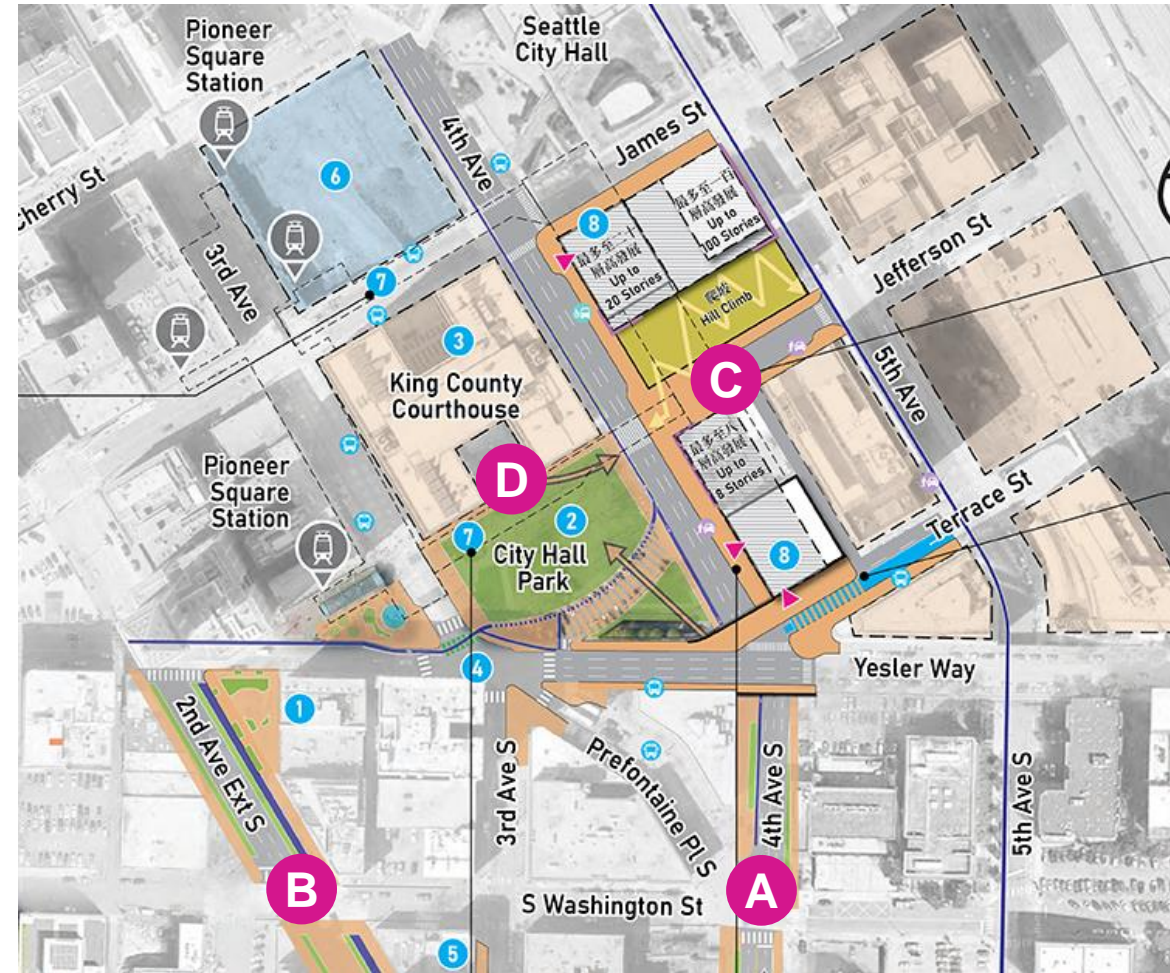 Pioneer
Square
Station
Seattle
City Hall
4th Ave
James St
6
Cherry St
3rd Ave
7
8
最多至二十
層高發展
Up to
20 Stories
最多至一百
層高發展
Up to
100 Stories
爬坡
Hill Climb
Jefferson St
5th Ave
3
King County
Courthouse
C
最多至八
層高發展
Up to
8 Stories
Pioneer
Square
Station
D
7
2
City Hall
Park
8
Terrace St
4
Yesler Way
1
2nd Ave Ext S
3rd Ave S
Prefontaine Pl S
4th Ave S
5th Ave S
B
A
S Washington St
5